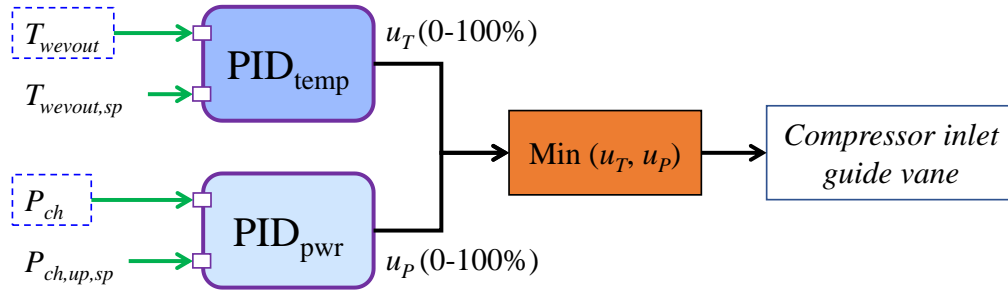 T_wevout
T_wevout,sp
PID_temp
u_T (0-100%)
P_ch
P_ch,up,sp
PID_pwr
u_P (0-100%)
Min (u_T, u_P)
Compressor inlet
guide vane